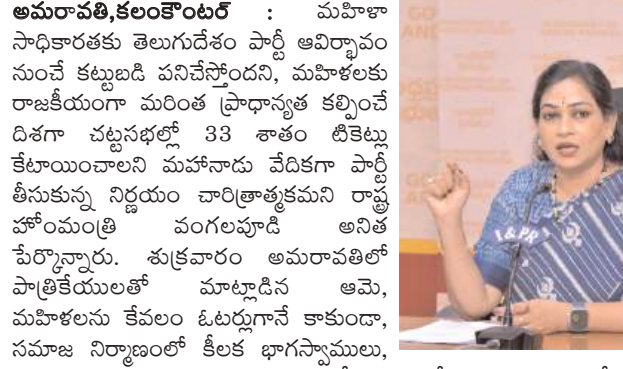 అమరావతి,కలంకౌంటర్ : మహిళా
సాధికారతకు తెలుగుదేశం పార్టీ ఆవిర్భావం
నుంచే కట్టుబడి పనిచేస్తోందని, మహిళలకు
రాజకీయంగా మరింత ప్రాధాన్యత కల్పించే
దిశగా చట్టసభల్లో 33 శాతం టికెట్లు
కేటాయించాలని మహానాడు వేదికగా పార్టీ
తీసుకున్న నిర్ణయం చారిత్రాత్మకమని రాష్ట్ర
హోంమంత్రి వంగలపూడి అనిత
పేర్కొన్నారు. శుక్రవారం అమరావతిలో
పాత్రికేయులతో మాట్లాడిన ఆమె,
మహిళలను కేవలం ఓటర్లుగానే కాకుండా,
సమాజ నిర్మాణంలో కీలక భాగస్వాములు,
I & PR